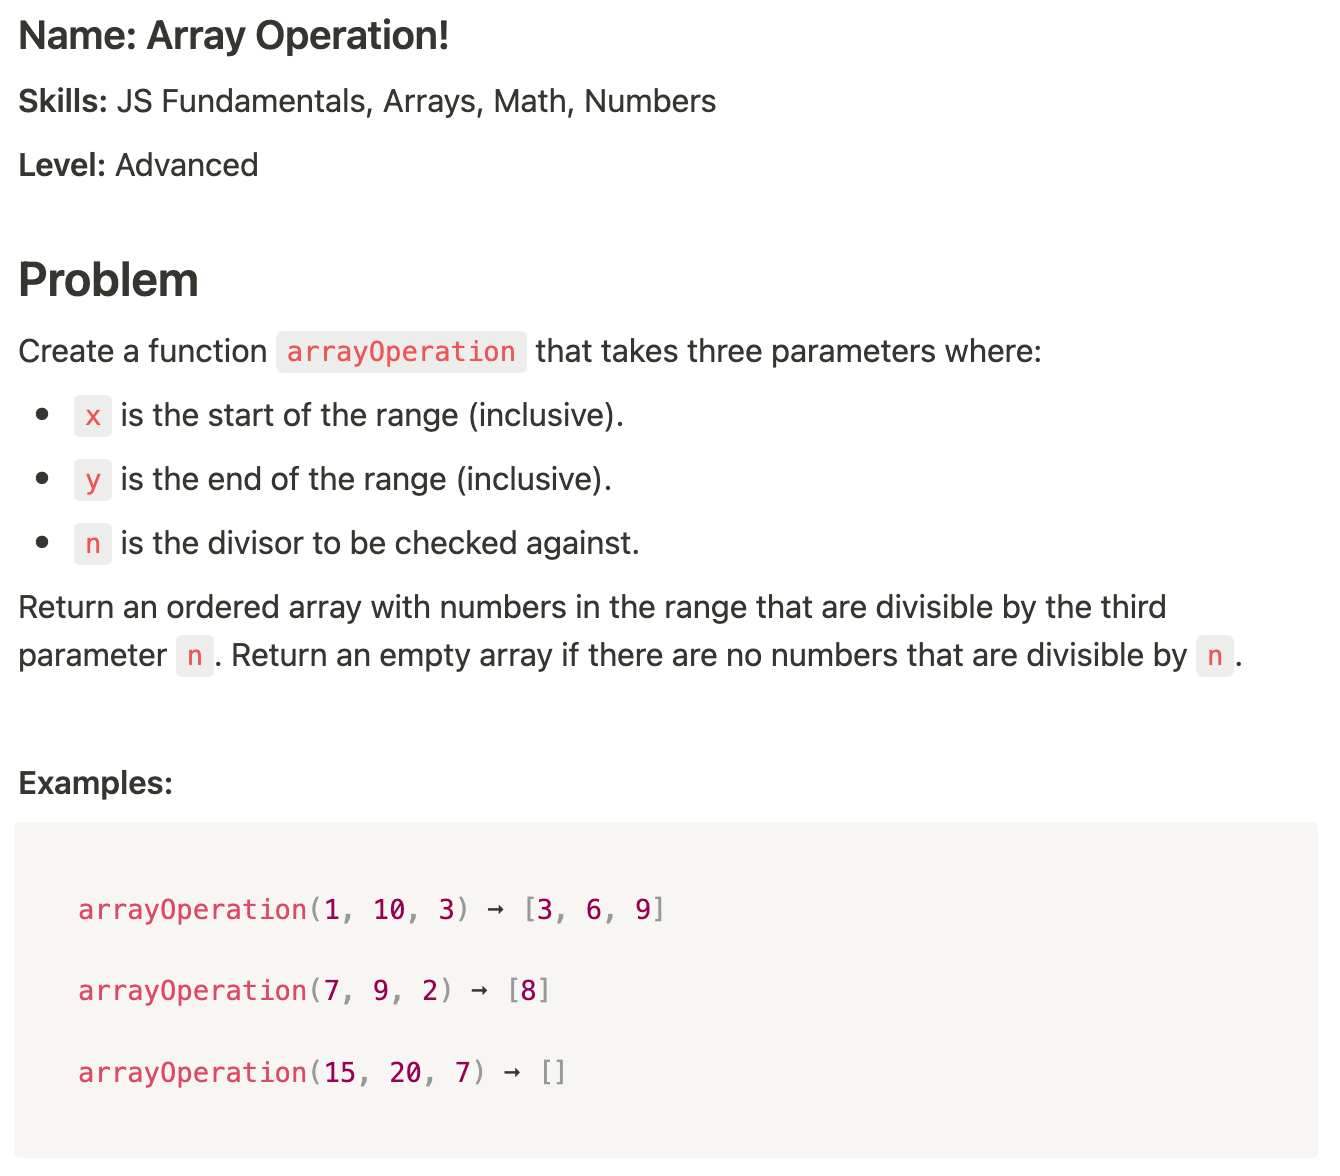 Name: Array Operation!
Skills: JS Fundamentals, Arrays, Math, Numbers
Level: Advanced
Problem
Create a function arrayOperation that takes three parameters where:
• x is the start of the range (inclusive).
• y is the end of the range (inclusive).
• n is the divisor to be checked against.
Return an ordered array with numbers in the range that are divisible by the third
parameter n. Return an empty array if there are no numbers that are divisible by n.
Examples:
arrayOperation(1, 10, 3) → [3, 6, 9]
arrayOperation(7, 9, 2) → [8]
arrayOperation(15, 20, 7) → []